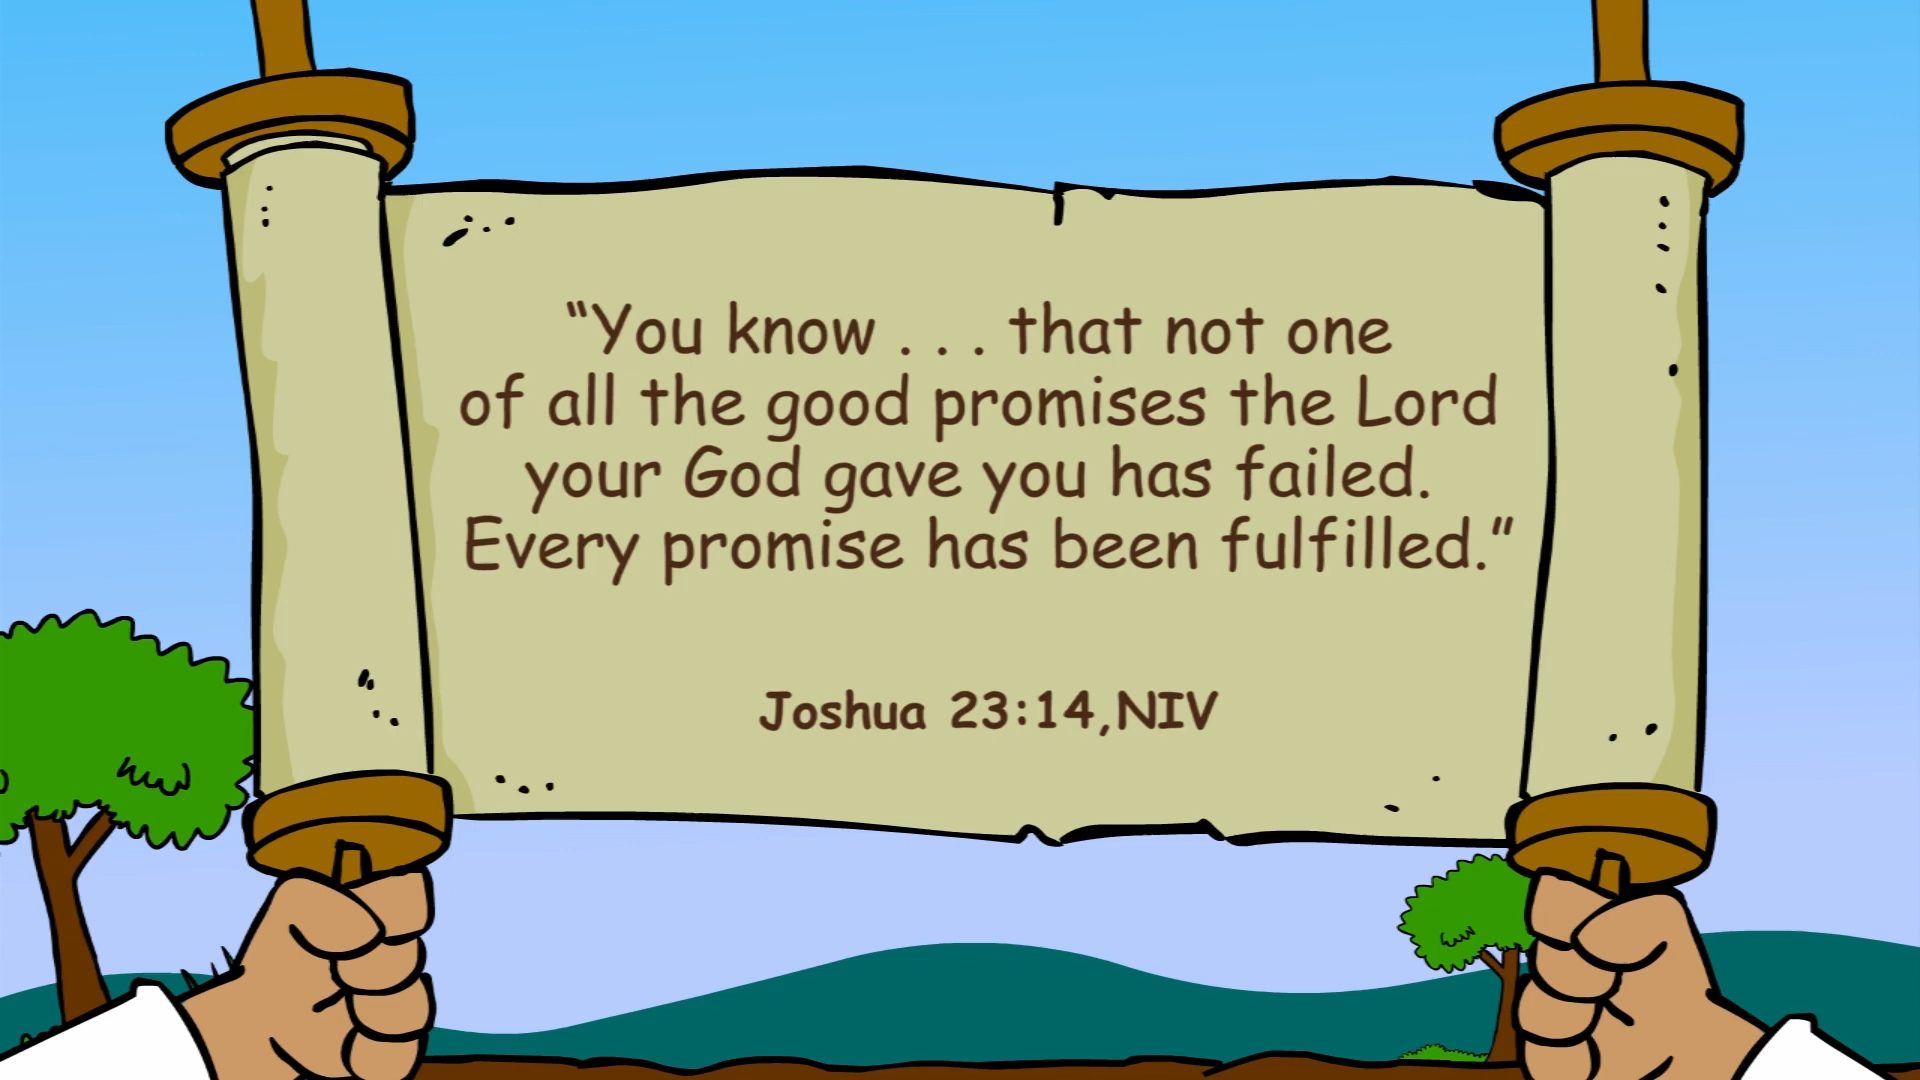 “You know . . . that not one
of all the good promises the Lord
your God gave you has failed.
Every promise has been fulfilled.”
Joshua 23:14,NIV